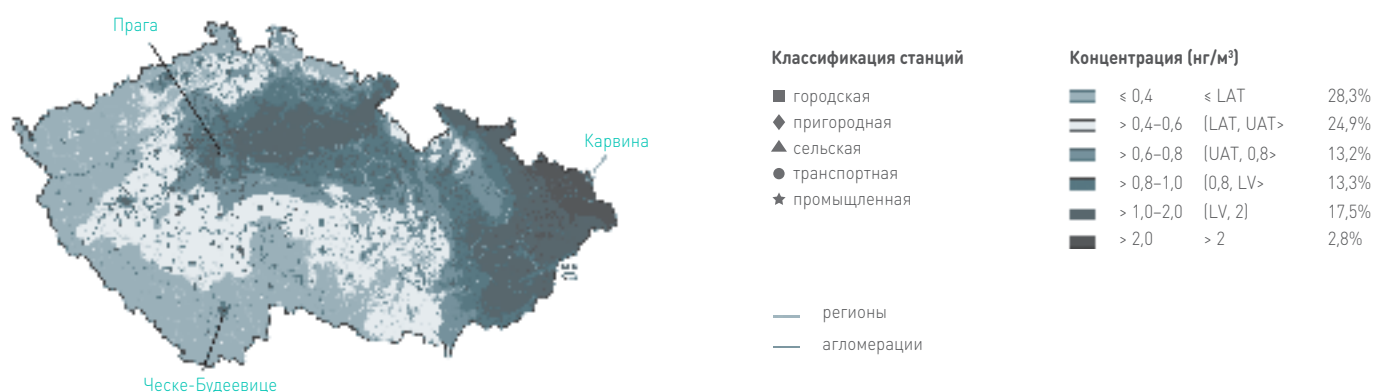 Прага
Карвина
Ческе-Будеевице
Классификация станций
городская
пригородная
сельская
транспортная
промыщленная
регионы
агломерации
Концентрация (нг/м³)
≤ 0,4 ≤ LAT 28,3%
> 0,4–0,6 (LAT, UAT> 24,9%
> 0,6–0,8 (UAT, 0,8> 13,2%
> 0,8–1,0 (0,8, LV> 13,3%
> 1,0–2,0 (LV, 2) 17,5%
> 2,0 > 2 2,8%